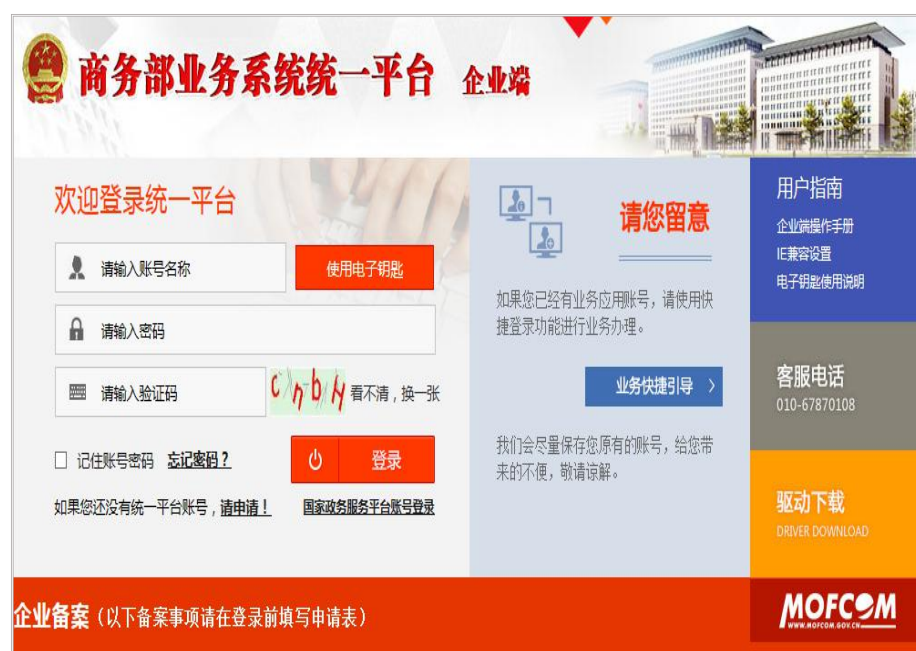 商务部业务系统统一平台 企业端
欢迎登录统一平台
请输入账号名称
使用电子钥匙
请输入密码
请输入验证码
cnbY 看不清，换一张
记住账号密码 忘记密码？
登录
如果您还没有统一平台账号，请申请！ 国家政务服务平台账号登录
请您留意
如果您已经有业务应用账号，请使用快
捷登录功能进行业务办理。
业务快捷引导 >
我们会尽量保存您原有的账号，给您带
来的不便，敬请谅解。
用户指南
企业端操作手册
IE兼容设置
电子钥匙使用说明
客服电话
010-67870108
驱动下载
DRIVER DOWNLOAD
企业备案（以下备案事项请在登录前填写申请表）
MOFCOM
WWW.MOFCOM.GOV.CN